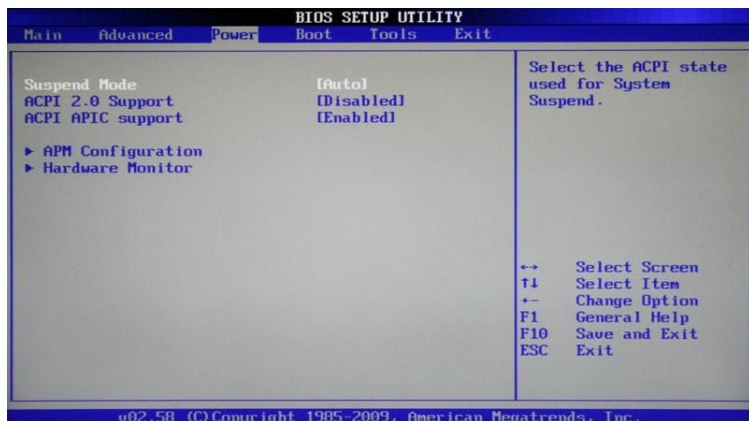 BIOS SETUP UTILITY
Main Advanced Power Boot Tools Exit
Suspend Mode [Auto]
ACPI 2.0 Support [Disabled]
ACPI APIC support [Enabled]
► APM Configuration
► Hardware Monitor
Select the ACPI state
used for System
Suspend.
↔ Select Screen
↑↓ Select Item
+- Change Option
F1 General Help
F10 Save and Exit
ESC Exit
v02.58 (C)Copyright 1985-2009, American Megatrends, Inc.